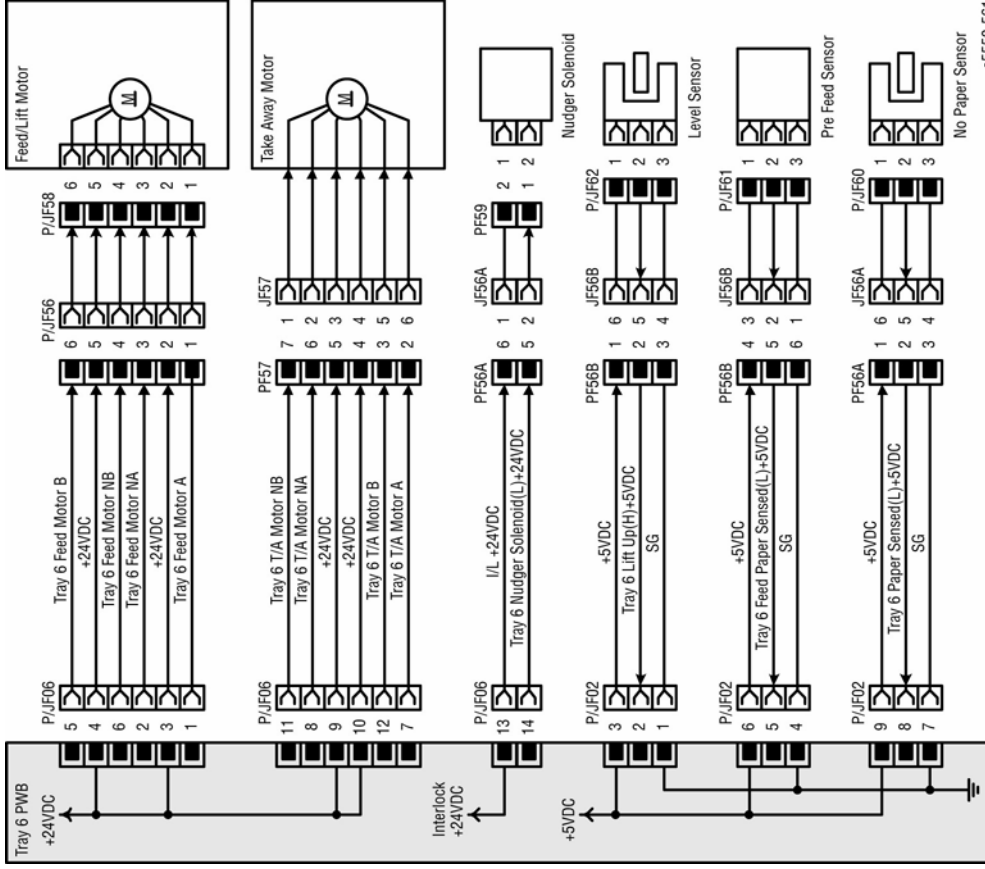 Tray 6 PWB
+24VDC
P/JF06
5
4
6
2
3
1
Tray 6 Feed Motor B
+24VDC
Tray 6 Feed Motor NB
Tray 6 Feed Motor NA
+24VDC
Tray 6 Feed Motor A
P/JF56
6
5
4
3
2
1
P/JF58
6
5
4
3
2
1
Feed/Lift Motor
M
P/JF06
11
8
9
10
12
7
Tray 6 T/A Motor NB
Tray 6 T/A Motor NA
+24VDC
+24VDC
Tray 6 T/A Motor B
Tray 6 T/A Motor A
PF57
7
6
5
4
3
2
JF57
1
2
3
4
5
6
Take Away Motor
M
Interlock
+24VDC
P/JF06
13
14
I/L +24VDC
Tray 6 Nudger Solenoid(L)+24VDC
PF56A
1
2
JF56A
6
5
PF59
2
1
1
2
Nudger Solenoid
+5VDC
P/JF02
3
2
1
+5VDC
Tray 6 Lift Up(H)+5VDC
SG
PF56B
1
2
3
JF56B
6
5
4
P/JF62
1
2
3
Level Sensor
P/JF02
6
5
4
+5VDC
Tray 6 Feed Paper Sensed(L)+5VDC
SG
PF56B
4
5
6
JF56B
3
2
1
P/JF61
1
2
3
Pre Feed Sensor
P/JF02
9
8
7
+5VDC
Tray 6 Paper Sensed(L)+5VDC
SG
PF56A
1
2
3
JF56A
6
5
4
P/JF60
1
2
3
No Paper Sensor